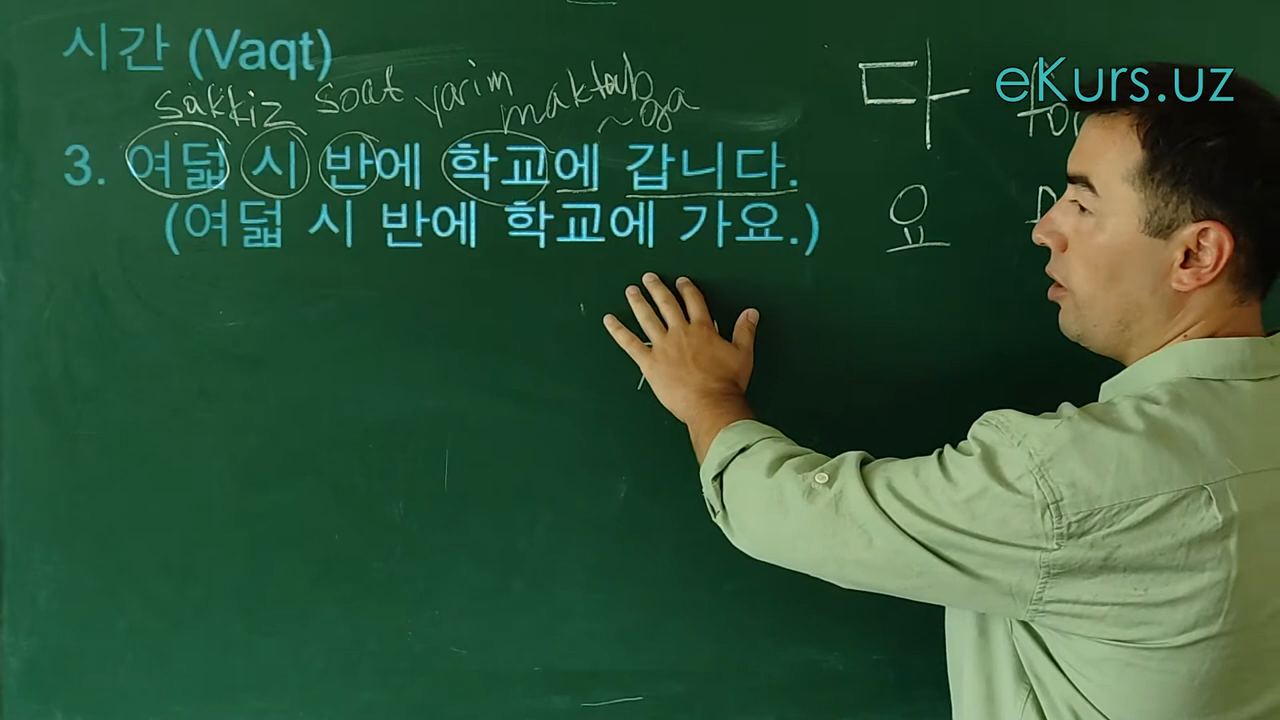 시간 (Vaqt)
sakkiz soat yarim maktab
~ga
3. 여덟 시 반에 학교에 갑니다.
(여덟 시 반에 학교에 가요.)
다
요
eKurs.uz